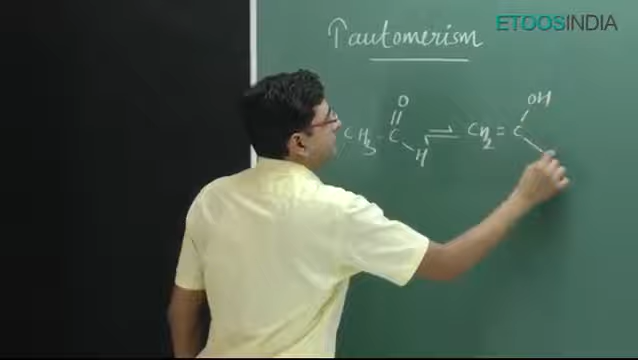 ETOOSINDIA
Tautomerism
O
OH
CH3 C ⇌ CH2 = C
H